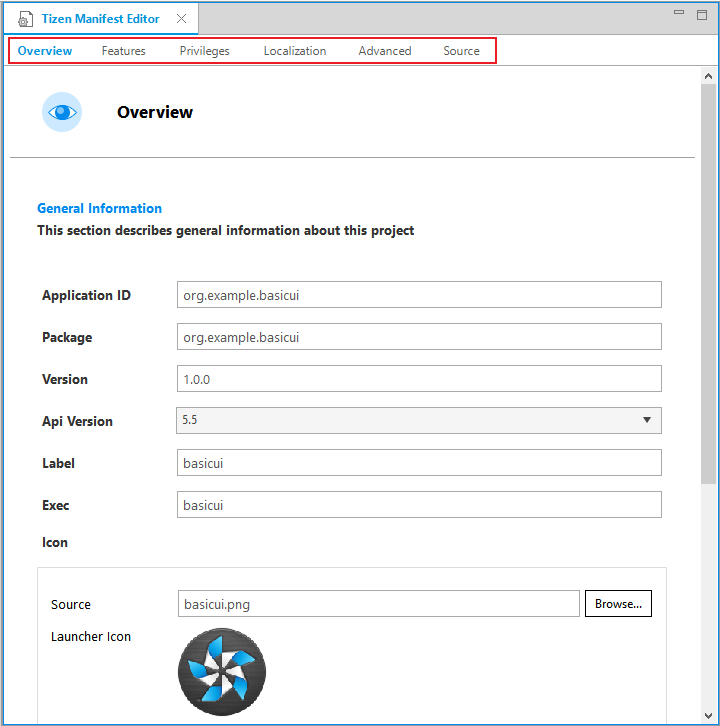 Tizen Manifest Editor
Overview Features Privileges Localization Advanced Source
Overview
General Information
This section describes general information about this project
Application ID org.example.basicui
Package org.example.basicui
Version 1.0.0
Api Version 5.5
Label basicui
Exec basicui
Icon
Source basicui.png Browse...
Launcher Icon